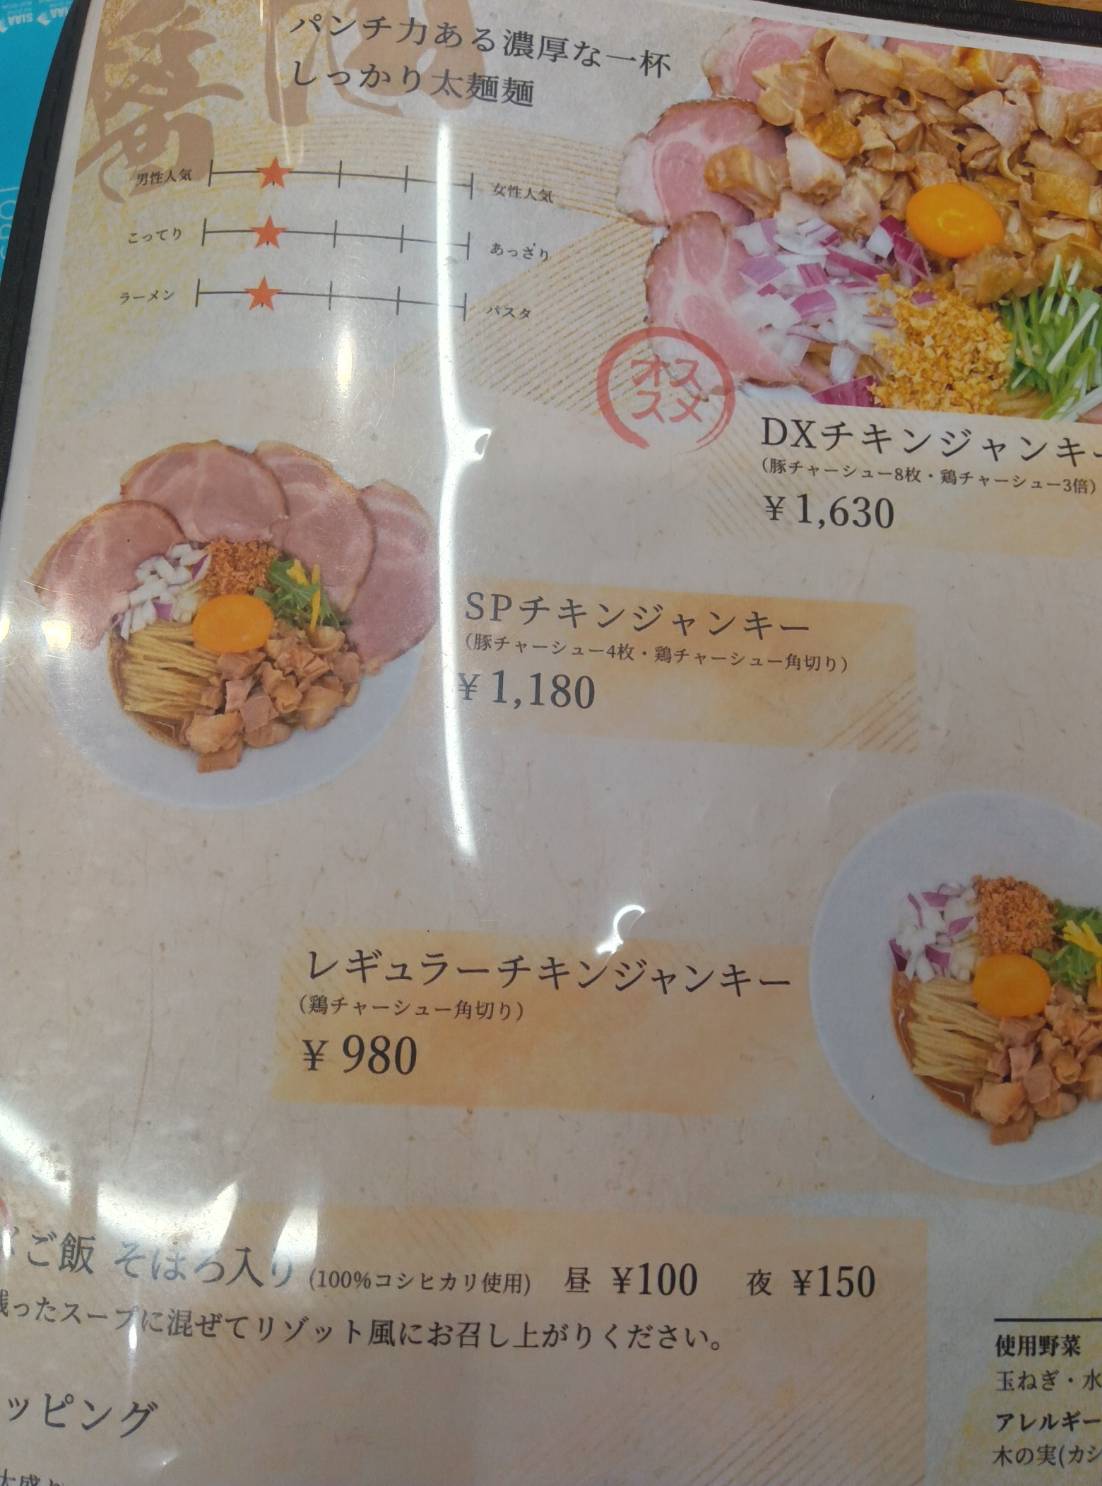 SIAA
パンチ力ある濃厚な一杯
しっかり太麺麺
男性人気 女性人気
こってり あっさり
ラーメン パスタ
オス
スメ
DXチキンジャンキー
(豚チャーシュー8枚・鶏チャーシュー3倍)
¥1,630
SPチキンジャンキー
(豚チャーシュー4枚・鶏チャーシュー角切り)
¥1,180
レギュラーチキンジャンキー
(鶏チャーシュー角切り)
¥980
ご飯 そぼろ入り (100%コシヒカリ使用) 昼 ¥100 夜 ¥150
残ったスープに混ぜてリゾット風にお召し上がりください。
ッピング
大盛り
使用野菜
玉ねぎ・水
アレルギー
木の実(カシ